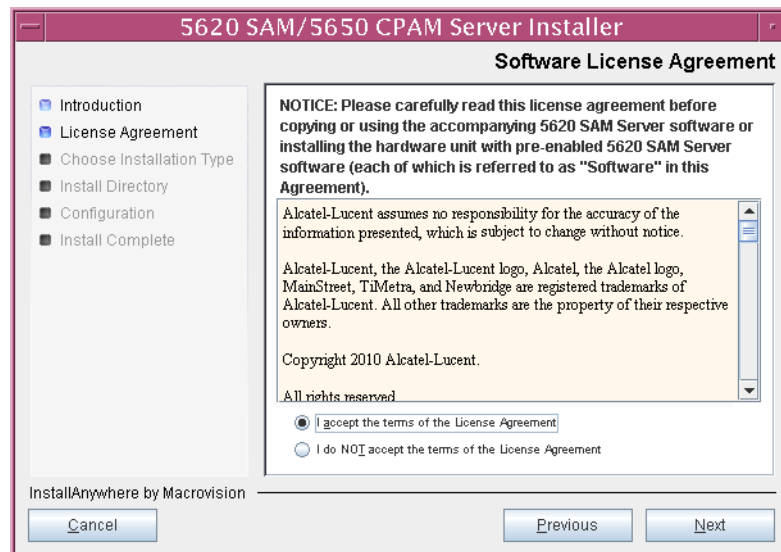 5620 SAM/5650 CPAM Server Installer
Software License Agreement
Introduction
License Agreement
Choose Installation Type
Install Directory
Configuration
Install Complete
NOTICE: Please carefully read this license agreement before
copying or using the accompanying 5620 SAM Server software or
installing the hardware unit with pre-enabled 5620 SAM Server
software (each of which is referred to as "Software" in this
Agreement).
Alcatel-Lucent assumes no responsibility for the accuracy of the
information presented, which is subject to change without notice.
Alcatel-Lucent, the Alcatel-Lucent logo, Alcatel, the Alcatel logo,
MainStreet, TiMetra, and Newbridge are registered trademarks of
Alcatel-Lucent. All other trademarks are the property of their respective
owners.
Copyright 2010 Alcatel-Lucent.
All rights reserved
I accept the terms of the License Agreement
I do NOT accept the terms of the License Agreement
InstallAnywhere by Macrovision
Cancel
Previous
Next